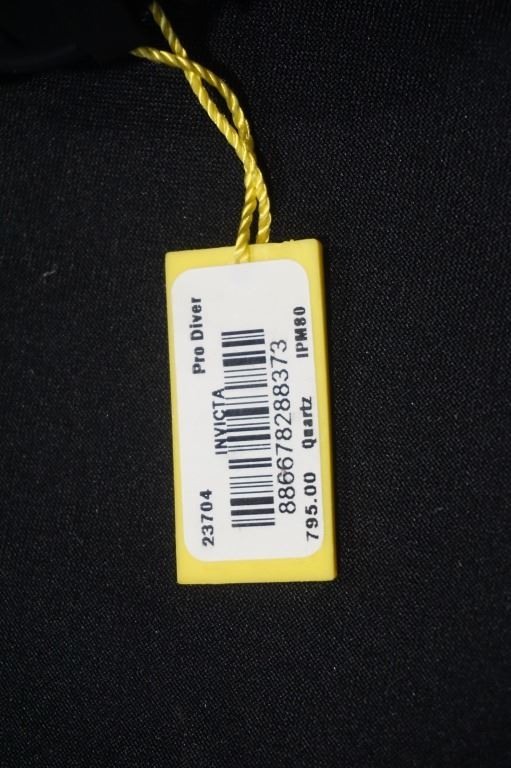 23704 Pro Diver
INVICTA
886678288373
795.00 Quartz IPM80